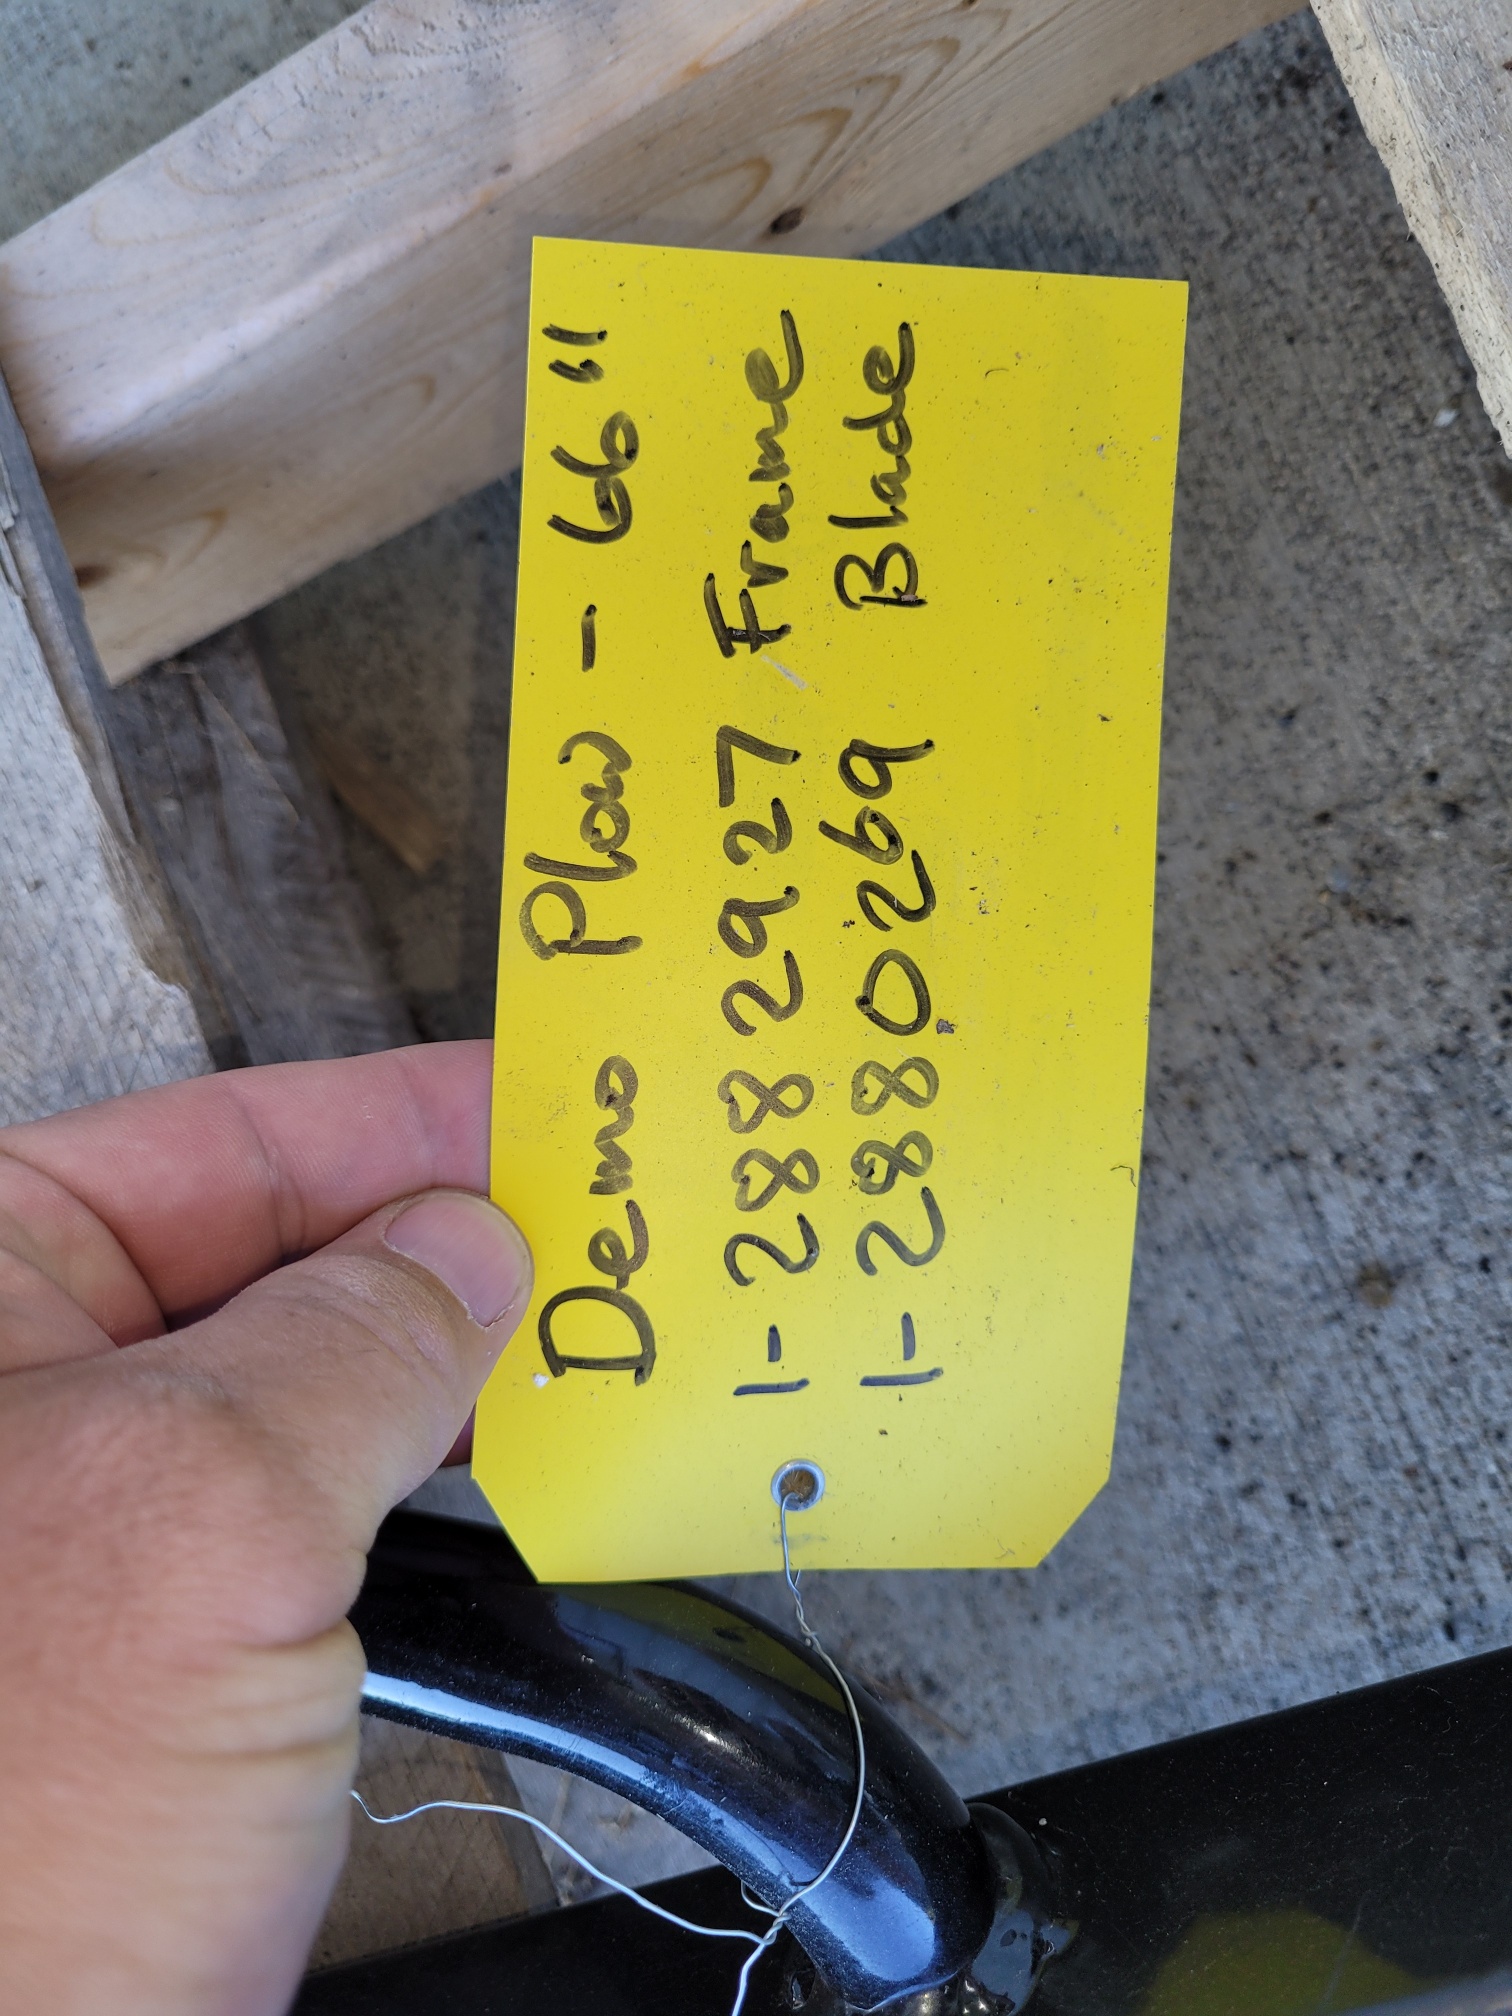 Demo Plow - 66"
1- 2882927 Frame
1- 2880269 Blade